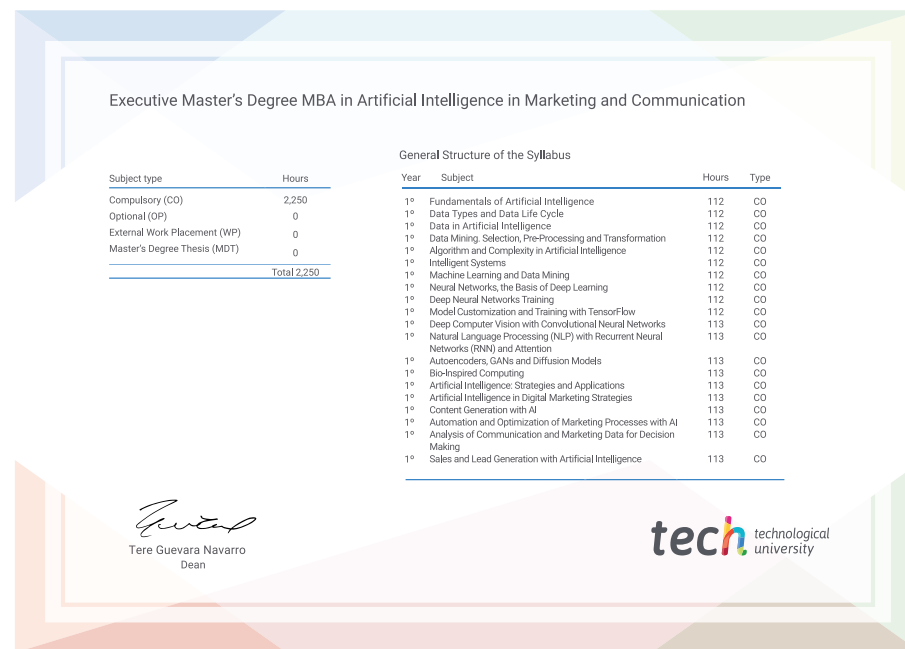 Executive Master's Degree MBA in Artificial Intelligence in Marketing and Communication
Subject type Hours
Compulsory (CO) 2,250
Optional (OP) 0
External Work Placement (WP) 0
Master's Degree Thesis (MDT) 0
Total 2,250
General Structure of the Syllabus
Year Subject Hours Type
1º Fundamentals of Artificial Intelligence 112 CO
1º Data Types and Data Life Cycle 112 CO
1º Data in Artificial Intelligence 112 CO
1º Data Mining. Selection, Pre-Processing and Transformation 112 CO
1º Algorithm and Complexity in Artificial Intelligence 112 CO
1º Intelligent Systems 112 CO
1º Machine Learning and Data Mining 112 CO
1º Neural Networks, the Basis of Deep Learning 112 CO
1º Deep Neural Networks Training 112 CO
1º Model Customization and Training with TensorFlow 112 CO
1º Deep Computer Vision with Convolutional Neural Networks 113 CO
1º Natural Language Processing (NLP) with Recurrent Neural 113 CO
Networks (RNN) and Attention
1º Autoencoders, GANs and Diffusion Models 113 CO
1º Bio-Inspired Computing 113 CO
1º Artificial Intelligence: Strategies and Applications 113 CO
1º Artificial Intelligence in Digital Marketing Strategies 113 CO
1º Content Generation with AI 113 CO
1º Automation and Optimization of Marketing Processes with AI 113 CO
1º Analysis of Communication and Marketing Data for Decision 113 CO
Making
1º Sales and Lead Generation with Artificial Intelligence 113 CO
Tere Guevara Navarro
Dean
tech technological
university